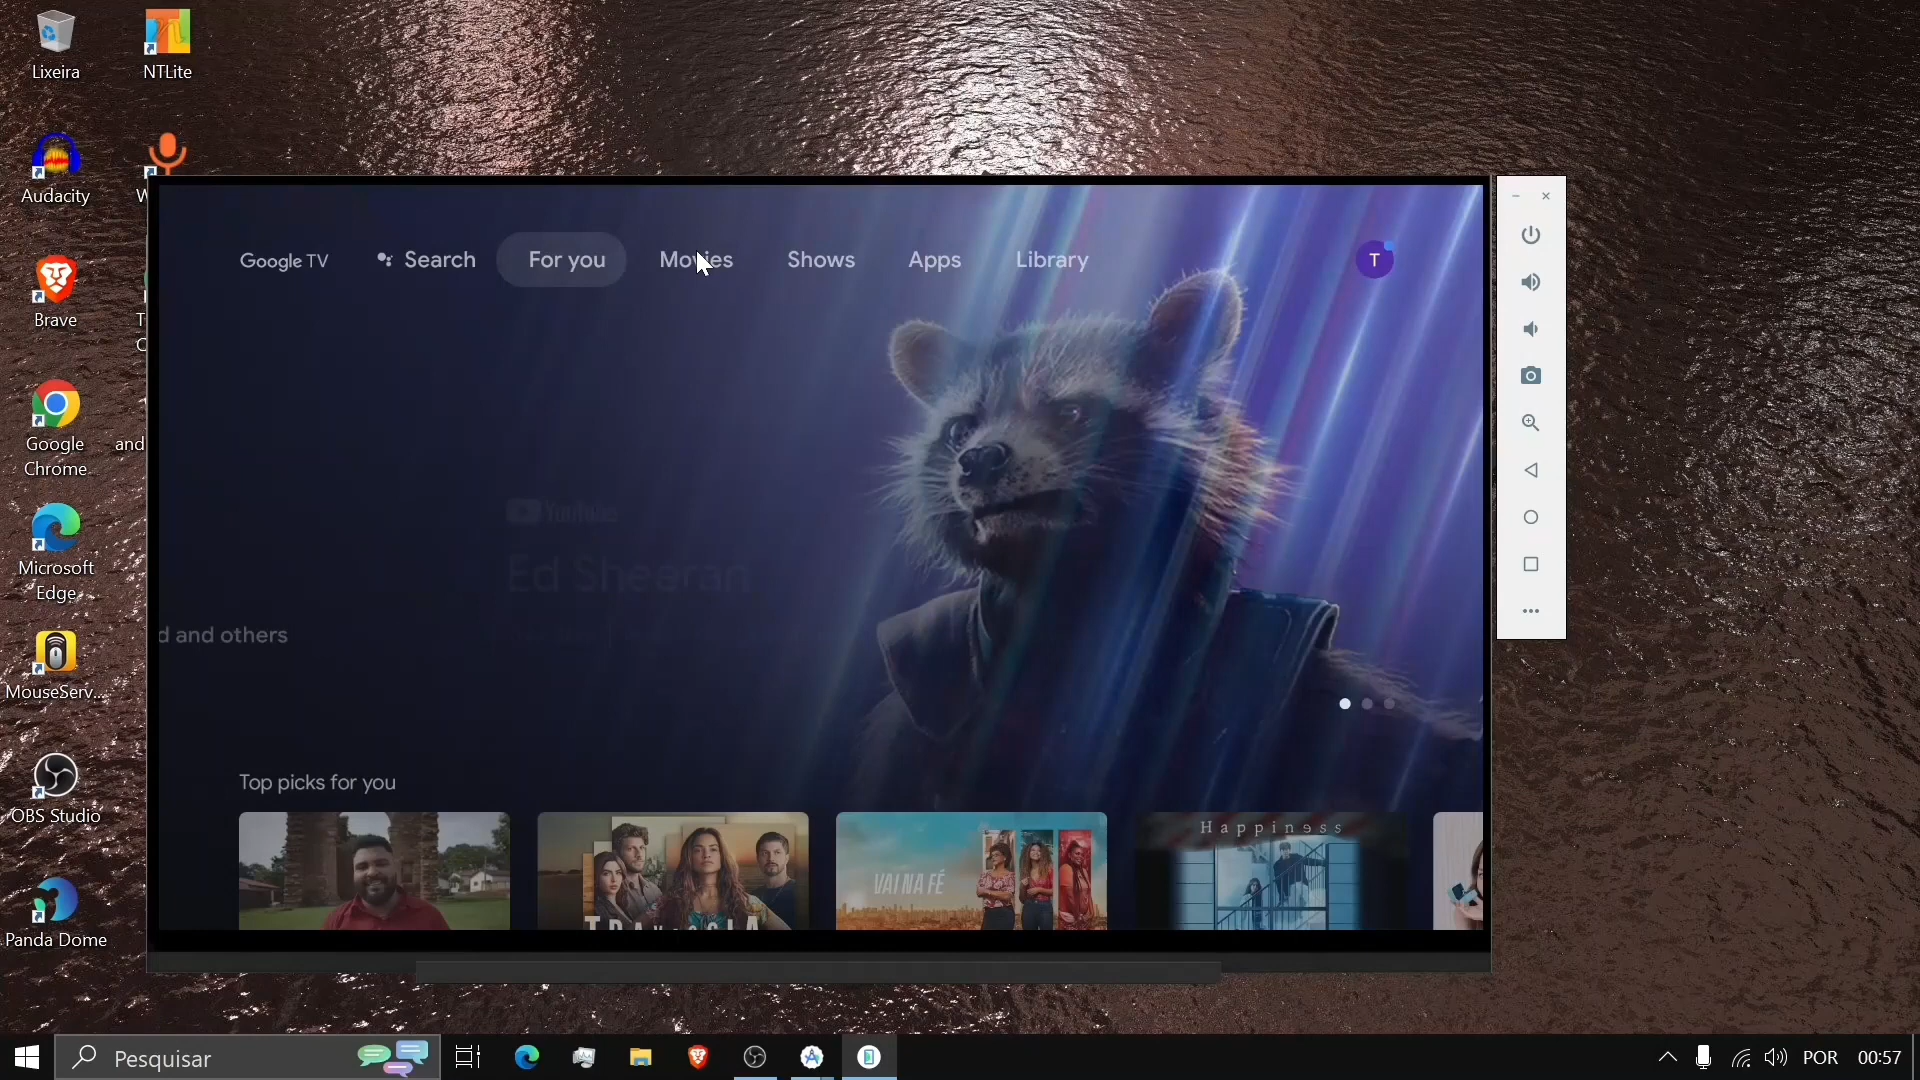 Lixeira
NTLite
Audacity
W
Brave
T
C
Google
Chrome
and
Microsoft
Edge
MouseServ...
OBS Studio
Panda Dome
Google TV
Search
For you
Movies
Shows
Apps
Library
T
YouTube
Ed Sheeran
d and others
Top picks for you
TRAVESSIA
VAI NA FÉ
Happiness
Pesquisar
POR
00:57